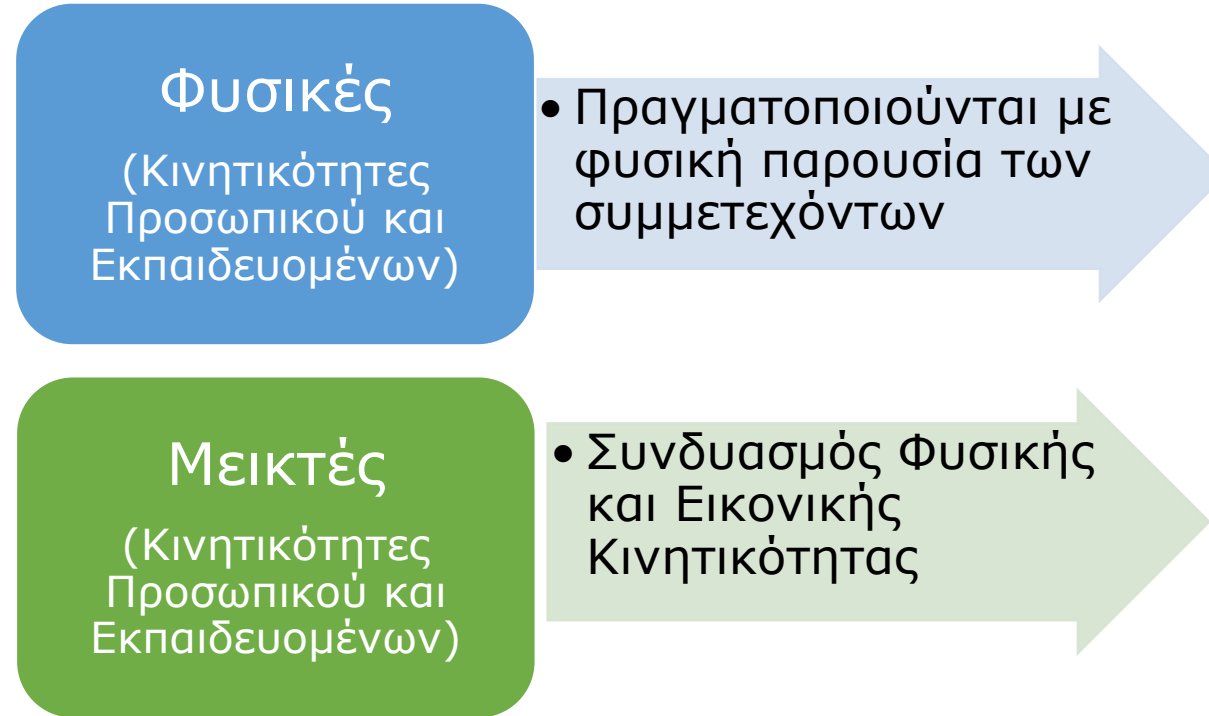 Φυσικές
(Κινητικότητες
Προσωπικού και
Εκπαιδευομένων)
• Πραγματοποιούνται με
φυσική παρουσία των
συμμετεχόντων
Μεικτές
(Κινητικότητες
Προσωπικού και
Εκπαιδευομένων)
• Συνδυασμός Φυσικής
και Εικονικής
Κινητικότητας